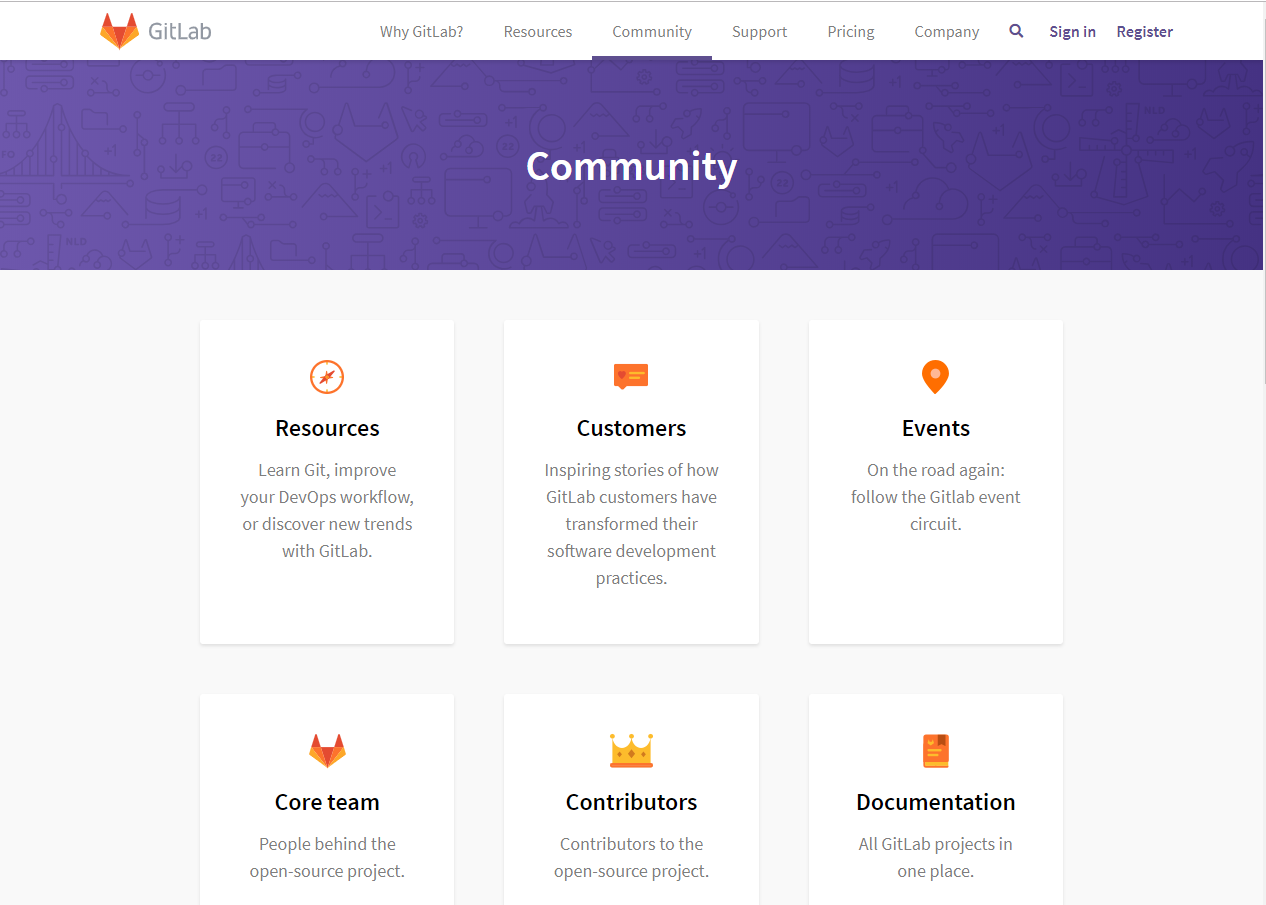 GitLab
Why GitLab?
Resources
Community
Support
Pricing
Company
Sign in
Register
Community
Resources
Learn Git, improve
your DevOps workflow,
or discover new trends
with GitLab.
Customers
Inspiring stories of how
GitLab customers have
transformed their
software development
practices.
Events
On the road again:
follow the Gitlab event
circuit.
Core team
People behind the
open-source project.
Contributors
Contributors to the
open-source project.
Documentation
All GitLab projects in
one place.